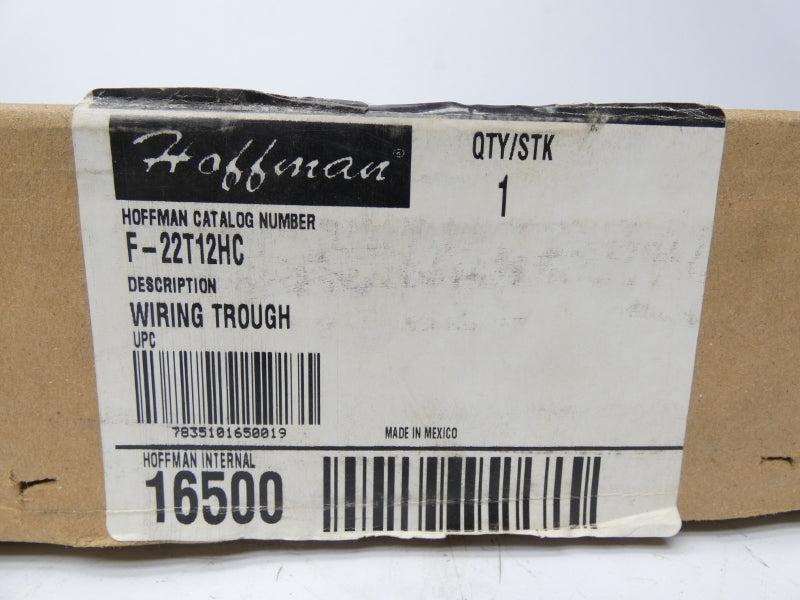 Hoffman®
QTY/STK
1
HOFFMAN CATALOG NUMBER
F-22T12HC
DESCRIPTION
WIRING TROUGH
UPC
7835101650019
MADE IN MEXICO
HOFFMAN INTERNAL
16500